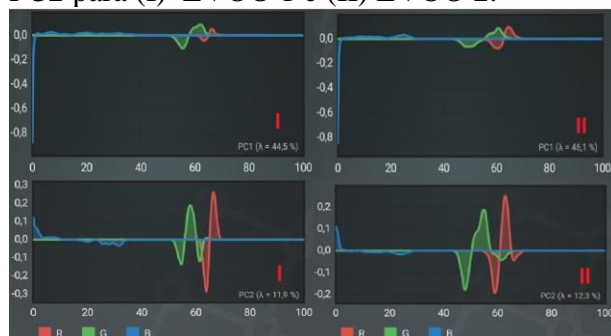 PC2 para (I) EVOO 1 e (II) EVOO 2.
0,0
-0,2
-0,4
-0,6
-0,8
I
PC1 (λ = 44,5 %)
0 20 40 60 80 100
0,0
-0,2
-0,4
-0,6
-0,8
II
PC1 (λ = 46,1 %)
0 20 40 60 80 100
0,3
0,2
0,1
0,0
-0,1
-0,2
-0,3
I
PC2 (λ = 11,9 %)
0 20 40 60 80 100
R G B
0,2
0,1
0,0
-0,1
-0,2
II
PC2 (λ = 12,3 %)
0 20 40 60 80 100
R G B